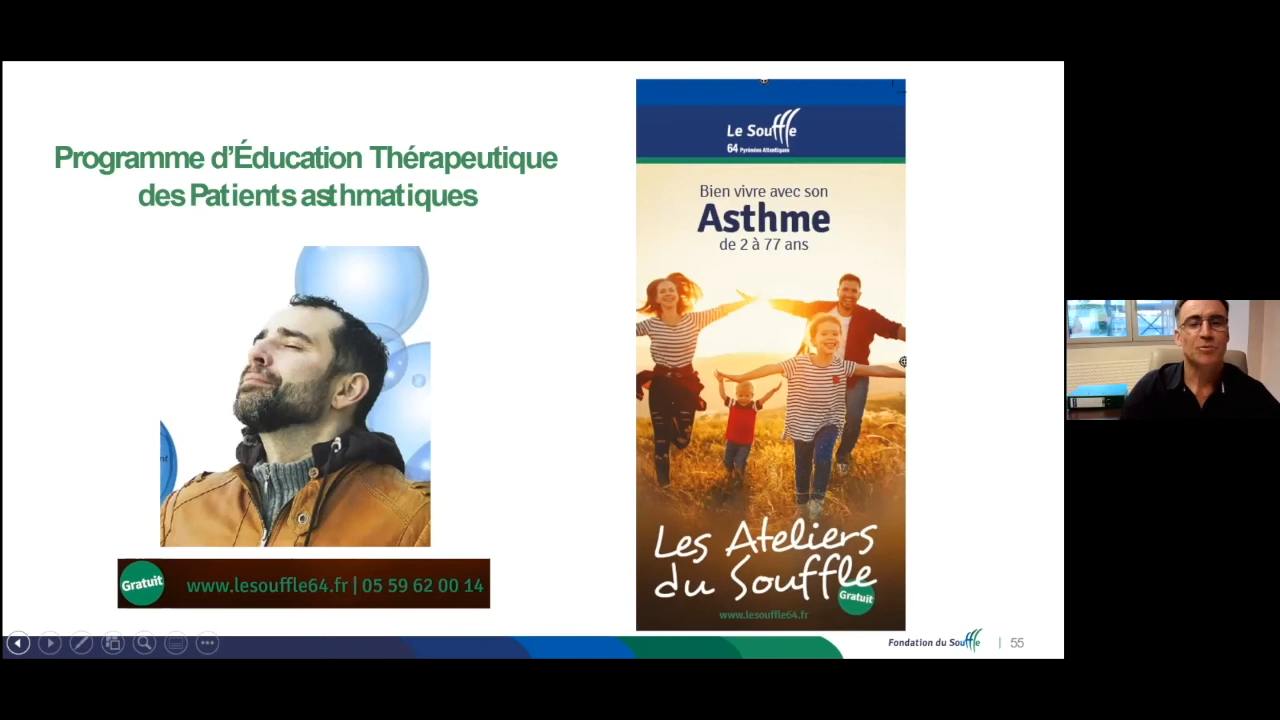 Programme d'Éducation Thérapeutique
des Patients asthmatiques
Gratuit
www.lesouffle64.fr | 05 59 62 00 14
Le Souffle
64 Pyrénées Atlantiques
Bien vivre avec son
Asthme
de 2 à 77 ans
Les Ateliers
du Souffle
Gratuit
www.lesouffle64.fr
Fondation du Souffle
| 55